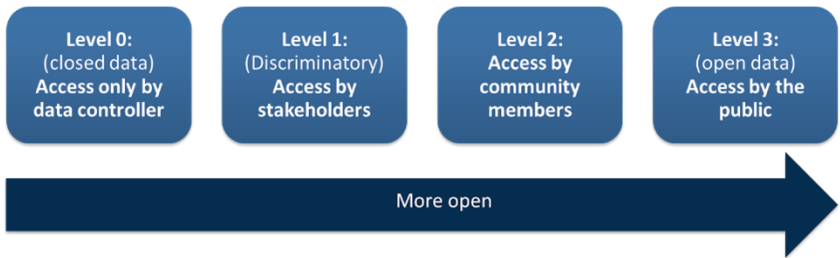 Level 0:
(closed data)
Access only by
data controller
Level 1:
(Discriminatory)
Access by
stakeholders
Level 2:
Access by
community
members
Level 3:
(open data)
Access by the
public
More open